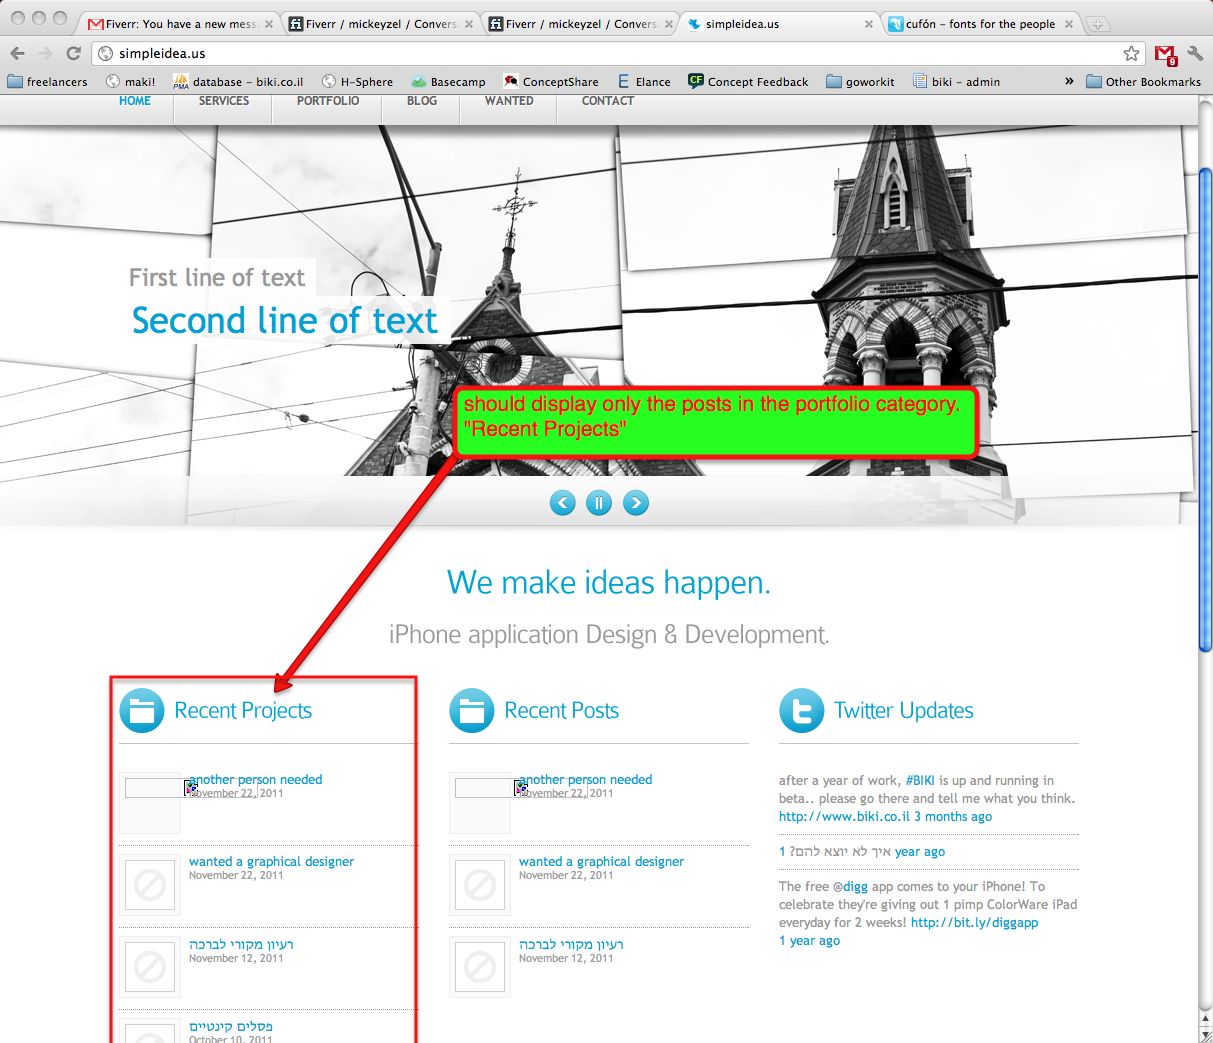 Fiverr: You have a new messa
Fiverr / mickeyzel / Convers
Fiverr / mickeyzel / Convers
simpleidea.us
cufón – fonts for the people
simpleidea.us
9
freelancers
maki!
PMA
database – biki.co.il
H-Sphere
Basecamp
ConceptShare
E
Elance
CF
Concept Feedback
goworkit
biki – admin
»
Other Bookmarks
HOME
SERVICES
PORTFOLIO
BLOG
WANTED
CONTACT
First line of text
Second line of text
should display only the posts in the portfolio category.
"Recent Projects"
We make ideas happen.
iPhone application Design & Development.
Recent Projects
another person needed
November 22, 2011
wanted a graphical designer
November 22, 2011
רעיון מקורי לברכה
November 12, 2011
פסלים קינטיים
October 10, 2011
Recent Posts
another person needed
November 22, 2011
wanted a graphical designer
November 22, 2011
רעיון מקורי לברכה
November 12, 2011
Twitter Updates
after a year of work, #BIKI is up and running in
beta.. please go there and tell me what you think.
http://www.biki.co.il 3 months ago
איך לא יוצא להם? 1 year ago
The free @digg app comes to your iPhone! To
celebrate they're giving out 1 pimp ColorWare iPad
everyday for 2 weeks! http://bit.ly/diggapp
1 year ago